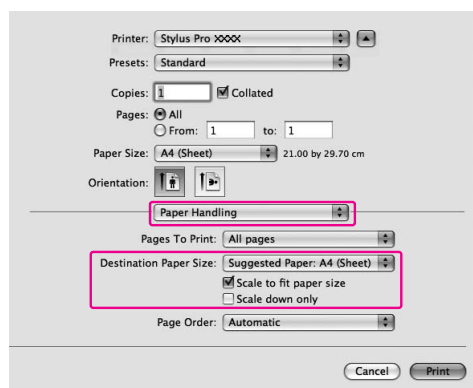 Printer: Stylus Pro XXXX
Presets: Standard
Copies: 1 Collated
Pages: All
From: 1 to: 1
Paper Size: A4 (Sheet) 21.00 by 29.70 cm
Orientation:
Paper Handling
Pages To Print: All pages
Destination Paper Size: Suggested Paper: A4 (Sheet)
Scale to fit paper size
Scale down only
Page Order: Automatic
Cancel Print